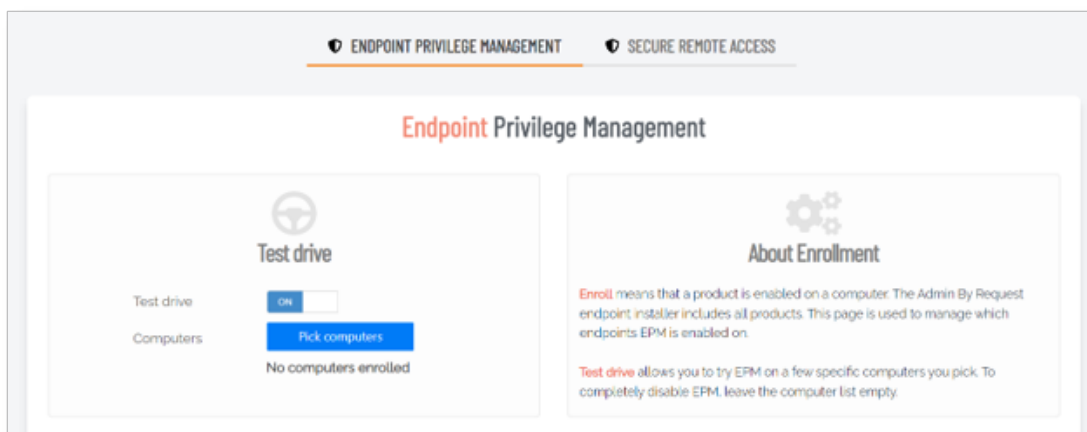 ENDPOINT PRIVILEGE MANAGEMENT
SECURE REMOTE ACCESS
Endpoint Privilege Management
Test drive
Test drive
ON
Computers
Pick computers
No computers enrolled
About Enrollment
Enroll means that a product is enabled on a computer. The Admin By Request
endpoint installer includes all products. This page is used to manage which
endpoints EPM is enabled on.
Test drive allows you to try EPM on a few specific computers you pick. To
completely disable EPM, leave the computer list empty.